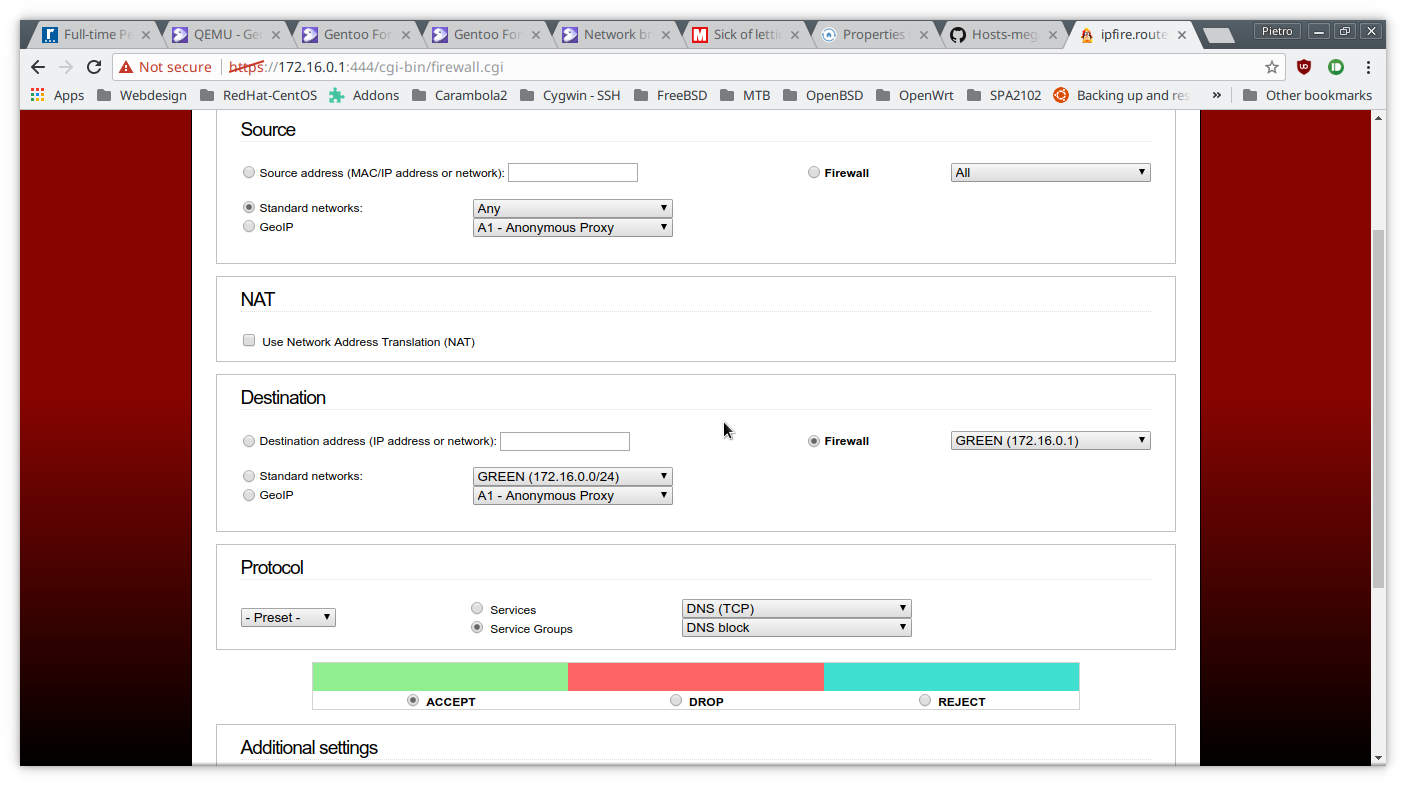 Full-time Pe
QEMU - Gen
Gentoo For
Gentoo For
Network br
Sick of lettin
Properties
Hosts-meg
ipfire.route
Pietro
Not secure https://172.16.0.1:444/cgi-bin/firewall.cgi
Apps Webdesign RedHat-CentOS Addons Carambola2 Cygwin - SSH FreeBSD MTB OpenBSD OpenWrt SPA2102 Backing up and res » Other bookmarks
Source
Source address (MAC/IP address or network): Firewall All
Standard networks: Any
GeoIP A1 - Anonymous Proxy
NAT
Use Network Address Translation (NAT)
Destination
Destination address (IP address or network): Firewall GREEN (172.16.0.1)
Standard networks: GREEN (172.16.0.0/24)
GeoIP A1 - Anonymous Proxy
Protocol
- Preset - Services DNS (TCP)
Service Groups DNS block
ACCEPT DROP REJECT
Additional settings